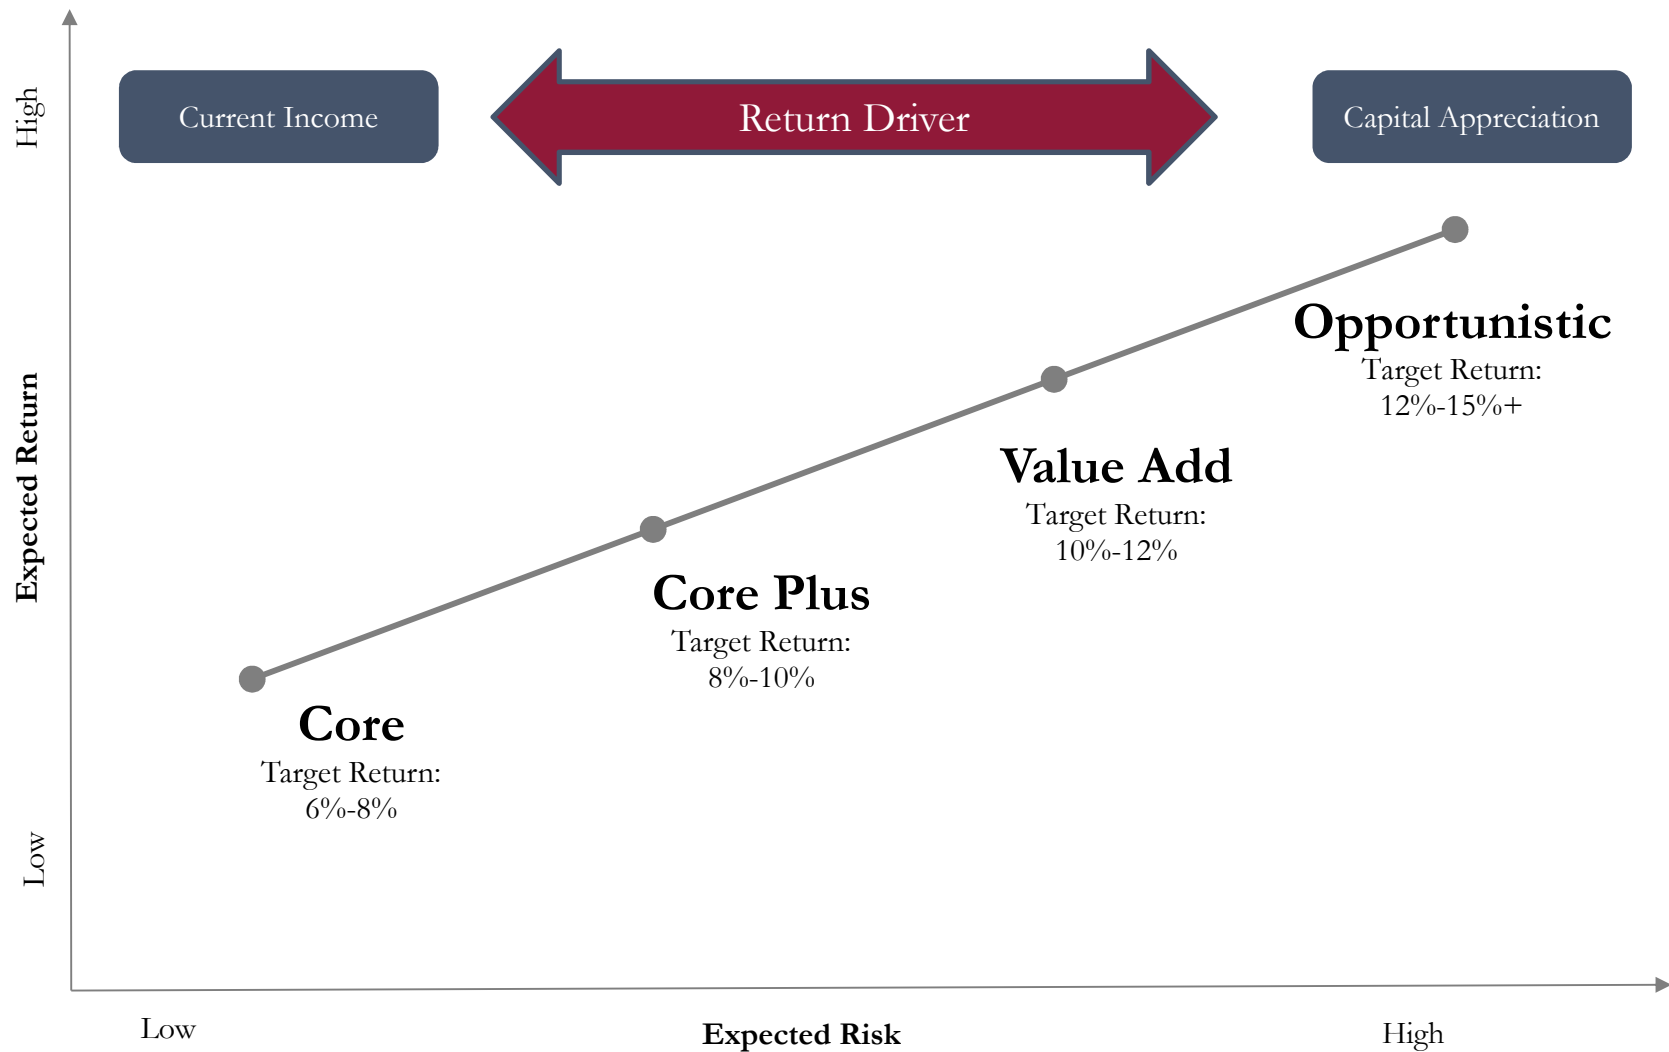 High
Current Income
Return Driver
Capital Appreciation
Opportunistic
Target Return:
12%-15%+
Value Add
Target Return:
10%-12%
Expected Return
Core Plus
Target Return:
8%-10%
Core
Target Return:
6%-8%
Low
Low
Expected Risk
High